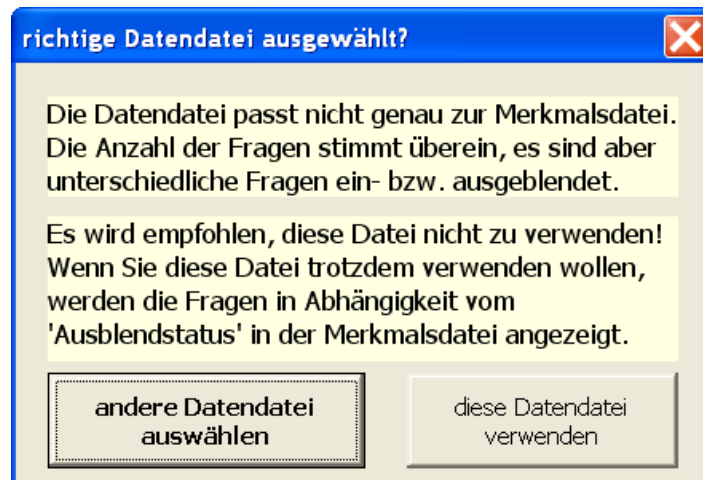 richtige Datendatei ausgewählt?
Die Datendatei passt nicht genau zur Merkmalsdatei.
Die Anzahl der Fragen stimmt überein, es sind aber
unterschiedliche Fragen ein- bzw. ausgeblendet.
Es wird empfohlen, diese Datei nicht zu verwenden!
Wenn Sie diese Datei trotzdem verwenden wollen,
werden die Fragen in Abhängigkeit vom
'Ausblendstatus' in der Merkmalsdatei angezeigt.
andere Datendatei
auswählen
diese Datendatei
verwenden